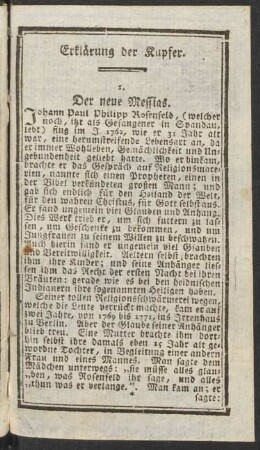 Erklärung der Kupfer.
1.
Der neue Messias.
Johann Paul Philipp Rosenfeld, (welcher
noch, itzt als Gefangener in Spandau,
lebt) fing im J. 1762, wie er 31 Jahr alt
war, eine herumstreifende Lebensart an, da
er immer Wohlleben, Gemächlichkeit und Un-
gebundenheit geliebt hatte. Wo er hinkam,
brachte er das Gespräch auf Religionsmate-
rien, nannte sich einen Propheten, einen in
der Bibel verkündeten großen Mann; und
gab sich endlich für den Heiland der Welt,
für den wahren Christus, für Gott selbst aus.
Er fand ungemein viel Glauben und Anhang.
Dies Werk trieb er, um sich füttern zu las-
sen, um Geschenke zu bekommen, und um
Jungfrauen zu seinem Willen zu beschwatzen.
Auch hierin fand er ungemein viel Glauben
und Bereitwilligkeit. Aeltern selbst brachten
ihm ihre Kinder; und seine Anhänger lies-
sen ihm das Recht der ersten Nacht bei ihren
Bräuten: gerade wie es bei den heidnischen
Indianern ihre sogenannten Heiligen haben.
Seiner tollen Religionsschwärmerei wegen,
welche die Leute verrückt machte, kam er auf
zwei Jahre, von 1769 bis 1771, ins Irrenhaus
zu Berlin. Aber der Glaube seiner Anhänger
blieb treu. Eine Mutter brachte ihm dort-
hin selbst ihre damals eben 15 Jahr alt ge-
wordne Tochter, in Begleitung einer andern
Frau und eines Mannes. Man sagte dem
Mädchen unterwegs: „sie müsse alles glau-
„ben, was Rosenfeld ihr sage, und alles
„thun was er verlange.“ Man kam an; er
sagte: